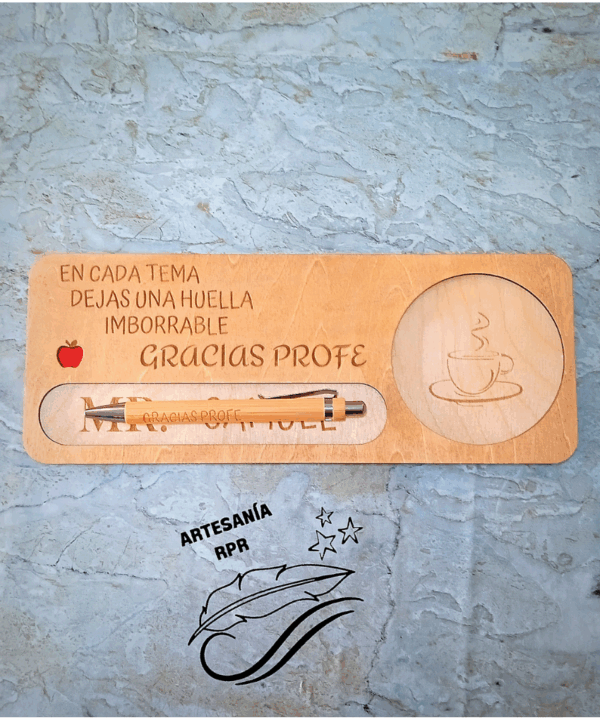 EN CADA TEMA
DEJAS UNA HUELLA
IMBORRABLE
GRACIAS PROFE
MR.
GRACIAS PROFE
ARTESANÍA
RPR